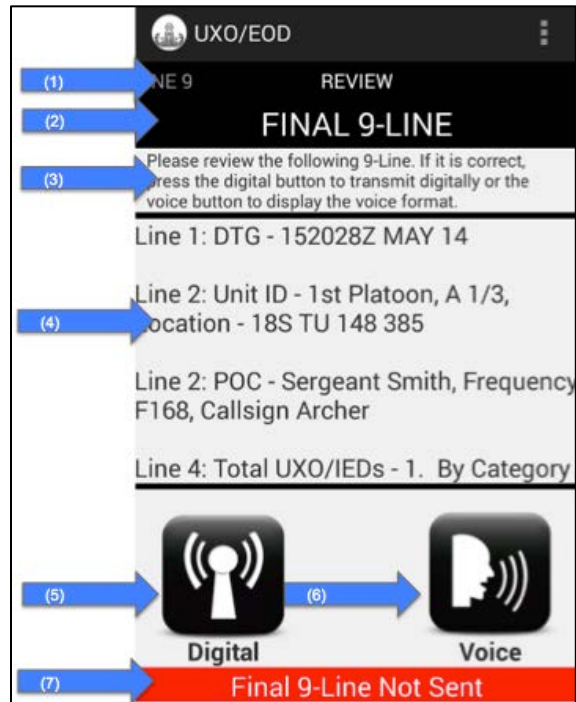 UXO/EOD
(1)
NE 9
REVIEW
(2)
FINAL 9-LINE
(3)
Please review the following 9-Line. If it is correct,
press the digital button to transmit digitally or the
voice button to display the voice format.
Line 1: DTG - 152028Z MAY 14
Line 2: Unit ID - 1st Platoon, A 1/3,
(4)
Location - 18S TU 148 385
Line 2: POC - Sergeant Smith, Frequency
F168, Callsign Archer
Line 4: Total UXO/IEDs - 1. By Category
(5)
(6)
Digital
Voice
(7)
Final 9-Line Not Sent